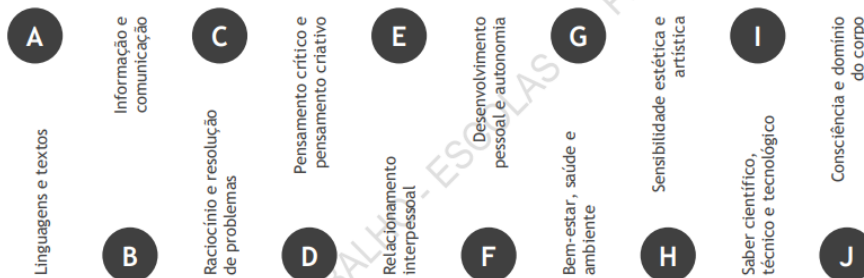 A
Linguagens e textos
Informação e
comunicação
B
C
Raciocínio e resolução
de problemas
Pensamento crítico e
pensamento criativo
D
E
Relacionamento
interpessoal
Desenvolvimento
pessoal e autonomia
F
G
Bem-estar, saúde e
ambiente
Sensibilidade estética e
artística
H
I
Saber científico,
técnico e tecnológico
Consciência e domínio
do corpo
J
ESCOLAS